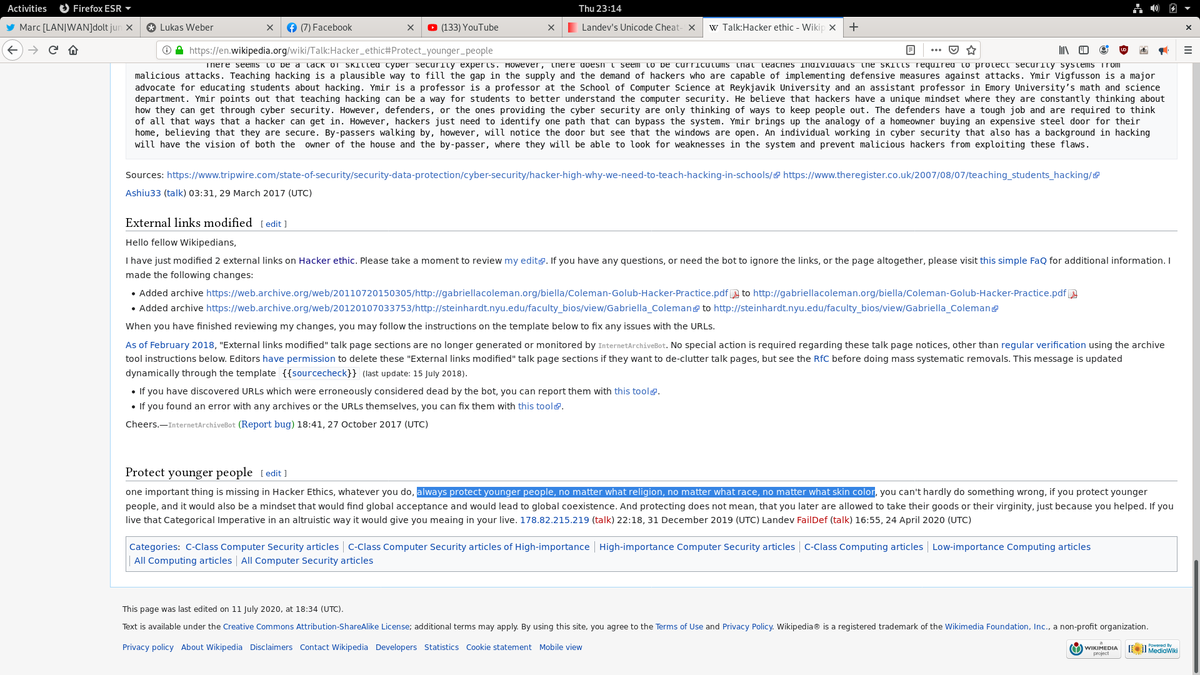 Activities Firefox ESR Thu 23:14
Marc [LAN|WAN]dolt jun Lukas Weber (7) Facebook (133) YouTube Landev's Unicode Cheat- Talk:Hacker ethic - Wiki
https://en.wikipedia.org/wiki/Talk:Hacker_ethic#Protect_younger_people
There seems to be a lack of skilled cyber security experts. However, there doesn't seem to be curriculums that teaches individuals the skills required to protect security systems from
malicious attacks. Teaching hacking is a plausible way to fill the gap in the supply and the demand of hackers who are capable of implementing defensive measures against attacks. Ymir Vigfusson is a major
advocate for educating students about hacking. Ymir is a professor is a professor at the School of Computer Science at Reykjavik University and an assistant professor in Emory University's math and science
department. Ymir points out that teaching hacking can be a way for students to better understand the computer security. He believe that hackers have a unique mindset where they are constantly thinking about
how they can get through cyber security. However, defenders, or the ones providing the cyber security are only thinking of ways to keep people out. The defenders have a tough job and are required to think
of all that ways that a hacker can get in. However, hackers just need to identify one path that can bypass the system. Ymir brings up the analogy of a homeowner buying an expensive steel door for their
home, believing that they are secure. By-passers walking by, however, will notice the door but see that the windows are open. An individual working in cyber security that also has a background in hacking
will have the vision of both the owner of the house and the by-passer, where they will be able to look for weaknesses in the system and prevent malicious hackers from exploiting these flaws.
Sources: https://www.tripwire.com/state-of-security/security-data-protection/cyber-security/hacker-high-why-we-need-to-teach-hacking-in-schools/ https://www.theregister.co.uk/2007/08/07/teaching_students_hacking/
Ashiu33 (talk) 03:31, 29 March 2017 (UTC)
External links modified [ edit ]
Hello fellow Wikipedians,
I have just modified 2 external links on Hacker ethic. Please take a moment to review my edit. If you have any questions, or need the bot to ignore the links, or the page altogether, please visit this simple FaQ for additional information. I
made the following changes:
• Added archive https://web.archive.org/web/20110720150305/http://gabriellacoleman.org/biella/Coleman-Golub-Hacker-Practice.pdf to http://gabriellacoleman.org/biella/Coleman-Golub-Hacker-Practice.pdf
• Added archive https://web.archive.org/web/20120107033753/http://steinhardt.nyu.edu/faculty_bios/view/Gabriella_Coleman to http://steinhardt.nyu.edu/faculty_bios/view/Gabriella_Coleman
When you have finished reviewing my changes, you may follow the instructions on the template below to fix any issues with the URLs.
As of February 2018, "External links modified" talk page sections are no longer generated or monitored by InternetArchiveBot. No special action is required regarding these talk page notices, other than regular verification using the archive
tool instructions below. Editors have permission to delete these "External links modified" talk page sections if they want to de-clutter talk pages, but see the RfC before doing mass systematic removals. This message is updated
dynamically through the template {{sourcecheck}} (last update: 15 July 2018).
• If you have discovered URLs which were erroneously considered dead by the bot, you can report them with this tool.
• If you found an error with any archives or the URLs themselves, you can fix them with this tool.
Cheers.—InternetArchiveBot (Report bug) 18:41, 27 October 2017 (UTC)
Protect younger people [ edit ]
one important thing is missing in Hacker Ethics, whatever you do, always protect younger people, no matter what religion, no matter what race, no matter what skin color, you can't hardly do something wrong, if you protect younger
people, and it would also be a mindset that would find global acceptance and would lead to global coexistence. And protecting does not mean, that you later are allowed to take their goods or their virginity, just because you helped. If you
live that Categorical Imperative in an altruistic way it would give you meaing in your live. 178.82.215.219 (talk) 22:18, 31 December 2019 (UTC) Landev FailDef (talk) 16:55, 24 April 2020 (UTC)
Categories: C-Class Computer Security articles | C-Class Computer Security articles of High-importance | High-importance Computer Security articles | C-Class Computing articles | Low-importance Computing articles
| All Computing articles | All Computer Security articles
This page was last edited on 11 July 2020, at 18:34 (UTC).
Text is available under the Creative Commons Attribution-ShareAlike License; additional terms may apply. By using this site, you agree to the Terms of Use and Privacy Policy. Wikipedia® is a registered trademark of the Wikimedia Foundation, Inc., a non-profit organization.
Privacy policy About Wikipedia Disclaimers Contact Wikipedia Developers Statistics Cookie statement Mobile view
WIKIMEDIA project Powered By MediaWiki